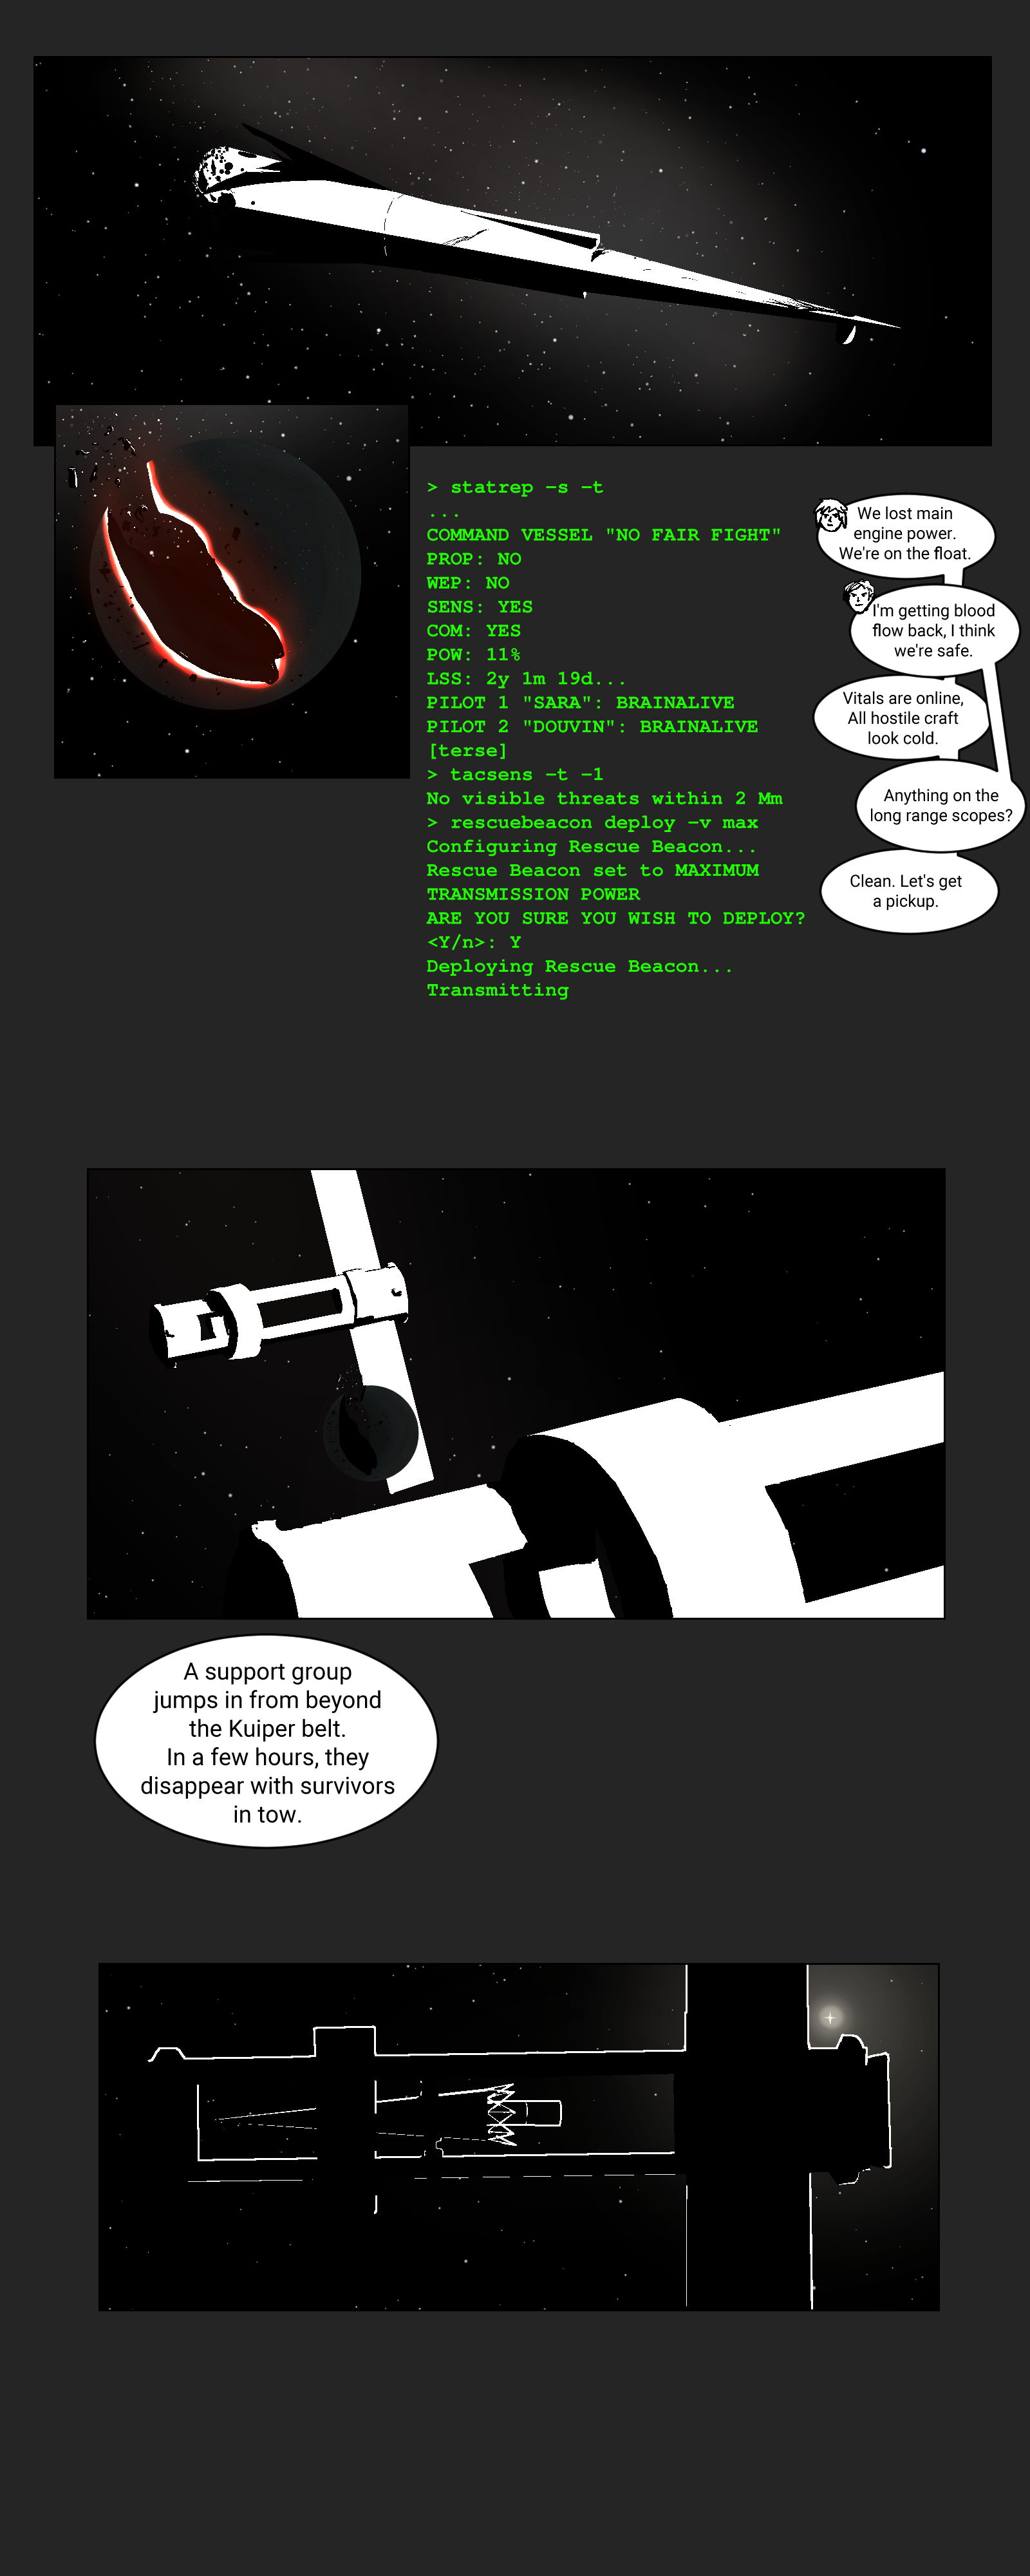 > statrep -s -t
...
COMMAND VESSEL "NO FAIR FIGHT"
PROP: NO
WEP: NO
SENS: YES
COM: YES
POW: 11%
LSS: 2y 1m 19d...
PILOT 1 "SARA": BRAINALIVE
PILOT 2 "DOUVIN": BRAINALIVE
[terse]
> tacsens -t -1
No visible threats within 2 Mm
> rescuebeacon deploy -v max
Configuring Rescue Beacon...
Rescue Beacon set to MAXIMUM
TRANSMISSION POWER
ARE YOU SURE YOU WISH TO DEPLOY?
<Y/n>: Y
Deploying Rescue Beacon...
Transmitting
We lost main
engine power.
We're on the float.
I'm getting blood
flow back, I think
we're safe.
Vitals are online,
All hostile craft
look cold.
Anything on the
long range scopes?
Clean. Let's get
a pickup.
A support group
jumps in from beyond
the Kuiper belt.
In a few hours, they
disappear with survivors
in tow.